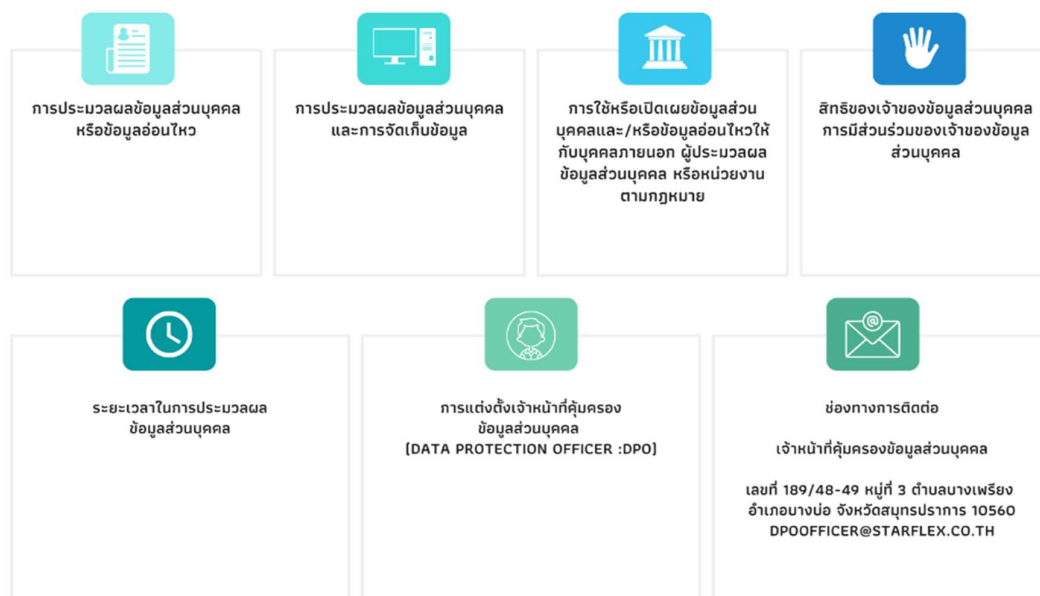 การประมวลผลข้อมูลส่วนบุคคล
หรือข้อมูลอ่อนไหว
การประมวลผลข้อมูลส่วนบุคคล
และการจัดเก็บข้อมูล
การใช้หรือเปิดเผยข้อมูลส่วน
บุคคลและ/หรือข้อมูลอ่อนไหวให้
กับบุคคลภายนอก ผู้ประมวลผล
ข้อมูลส่วนบุคคล หรือหน่วยงาน
ตามกฎหมาย
สิทธิของเจ้าของข้อมูลส่วนบุคคล
การมีส่วนร่วมของเจ้าของข้อมูล
ส่วนบุคคล
ระยะเวลาในการประมวลผล
ข้อมูลส่วนบุคคล
การแต่งตั้งเจ้าหน้าที่คุ้มครอง
ข้อมูลส่วนบุคคล
(DATA PROTECTION OFFICER :DPO)
ช่องทางการติดต่อ
เจ้าหน้าที่คุ้มครองข้อมูลส่วนบุคคล
เลขที่ 189/48-49 หมู่ที่ 3 ตำบลบางเพรียง
อำเภอบางบ่อ จังหวัดสมุทรปราการ 10560
DPOOFFICER@STARFLEX.CO.TH